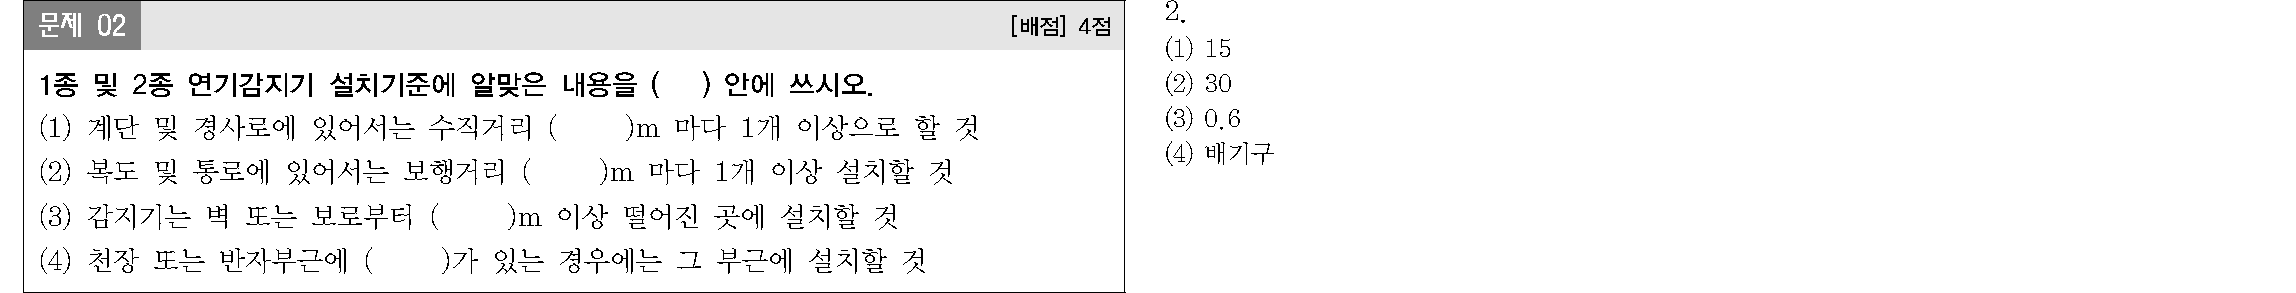 문제 02
[배점] 4점
1종 및 2종 연기감지기 설치기준에 알맞은 내용을 ( ) 안에 쓰시오.
(1) 계단 및 경사로에 있어서는 수직거리 ( )m 마다 1개 이상으로 할 것
(2) 복도 및 통로에 있어서는 보행거리 ( )m 마다 1개 이상 설치할 것
(3) 감지기는 벽 또는 보로부터 ( )m 이상 떨어진 곳에 설치할 것
(4) 천장 또는 반자부근에 ( )가 있는 경우에는 그 부근에 설치할 것
2.
(1) 15
(2) 30
(3) 0.6
(4) 배기구